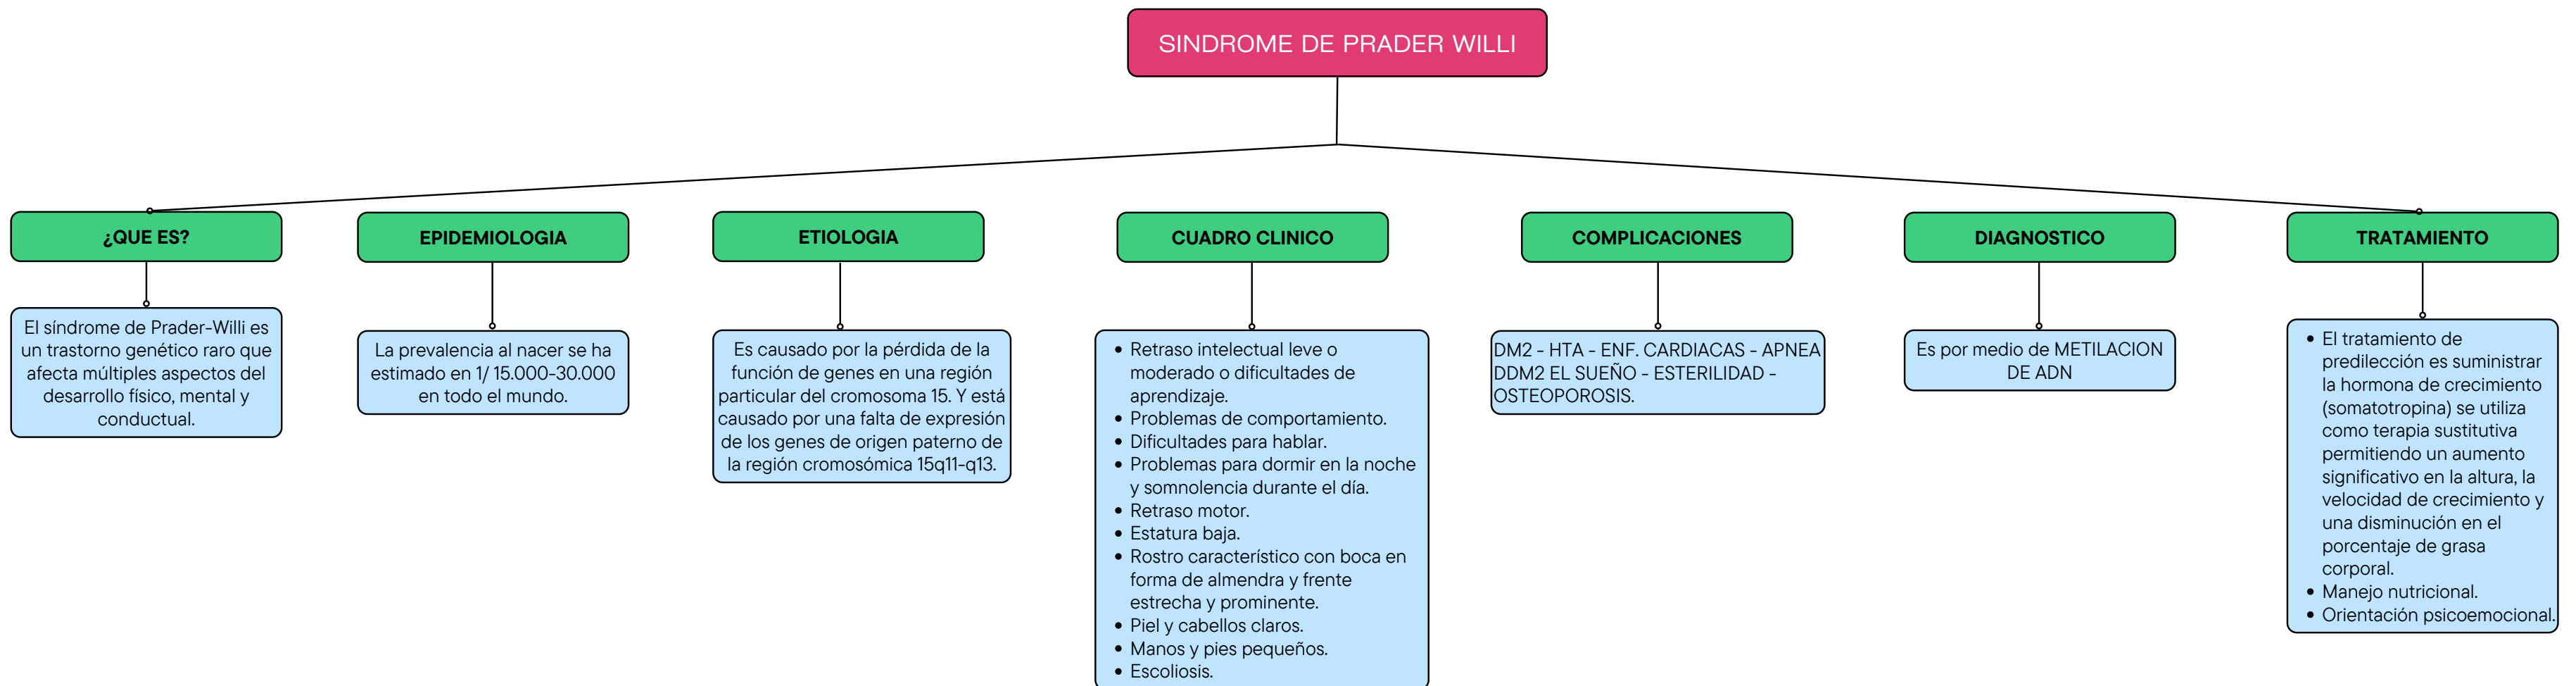 SINDROME DE PRADER WILLI
¿QUE ES?
El síndrome de Prader-Willi es
un trastorno genético raro que
afecta múltiples aspectos del
desarrollo físico, mental y
conductual.
EPIDEMIOLOGIA
La prevalencia al nacer se ha
estimado en 1/ 15.000-30.000
en todo el mundo.
ETIOLOGIA
Es causado por la pérdida de la
función de genes en una región
particular del cromosoma 15. Y está
causado por una falta de expresión
de los genes de origen paterno de
la región cromosómica 15q11-q13.
CUADRO CLINICO
• Retraso intelectual leve o
moderado o dificultades de
aprendizaje.
• Problemas de comportamiento.
• Dificultades para hablar.
• Problemas para dormir en la noche
y somnolencia durante el día.
• Retraso motor.
• Estatura baja.
• Rostro característico con boca en
forma de almendra y frente
estrecha y prominente.
• Piel y cabellos claros.
• Manos y pies pequeños.
• Escoliosis.
COMPLICACIONES
DM2 - HTA - ENF. CARDIACAS - APNEA
DDM2 EL SUEÑO - ESTERILIDAD -
OSTEOPOROSIS.
DIAGNOSTICO
Es por medio de METILACION
DE ADN
TRATAMIENTO
• El tratamiento de
predilección es suministrar
la hormona de crecimiento
(somatotropina) se utiliza
como terapia sustitutiva
permitiendo un aumento
significativo en la altura, la
velocidad de crecimiento y
una disminución en el
porcentaje de grasa
corporal.
• Manejo nutricional.
• Orientación psicoemocional.